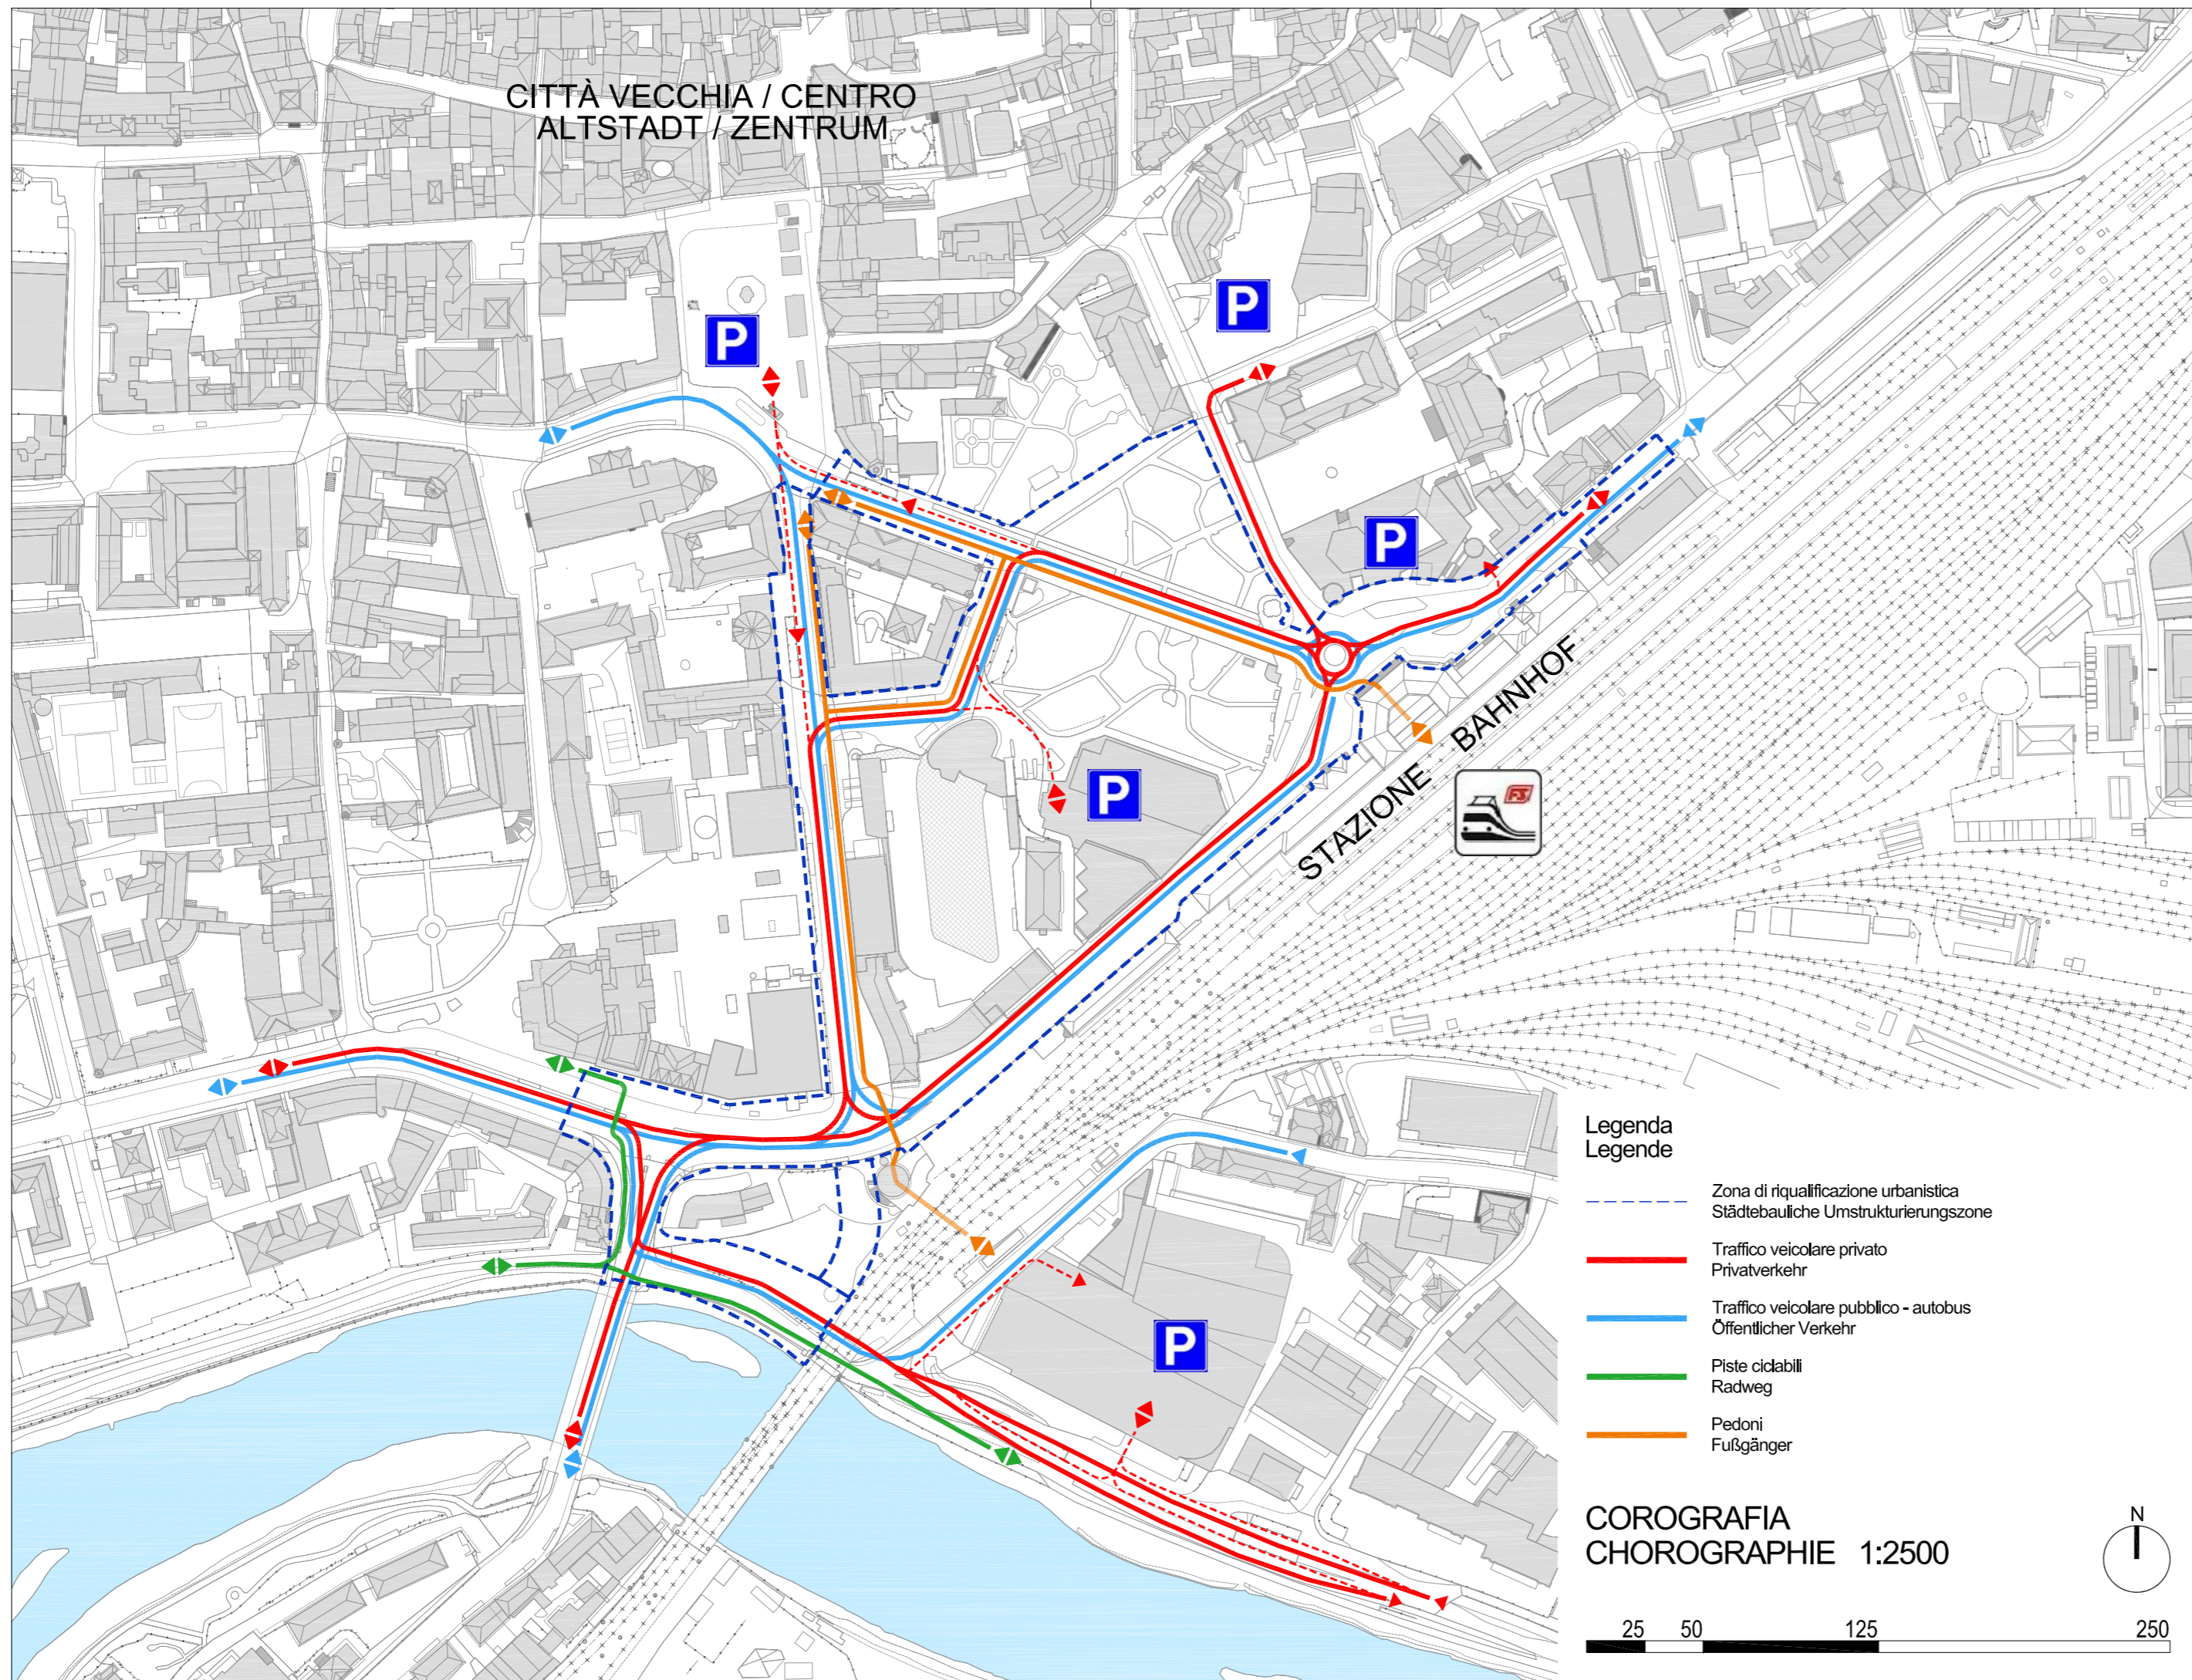 CITTÀ VECCHIA / CENTRO
ALTSTADT / ZENTRUM
P
P
P
P
STAZIONE BAHNHOF
FS
P
Legenda
Legende
Zona di riqualificazione urbanistica
Städtebauliche Umstrukturierungszone
Traffico veicolare privato
Privatverkehr
Traffico veicolare pubblico - autobus
Öffentlicher Verkehr
Piste ciclabili
Radweg
Pedoni
Fußgänger
COROGRAFIA
CHOROGRAPHIE 1:2500
N
25 50 125 250